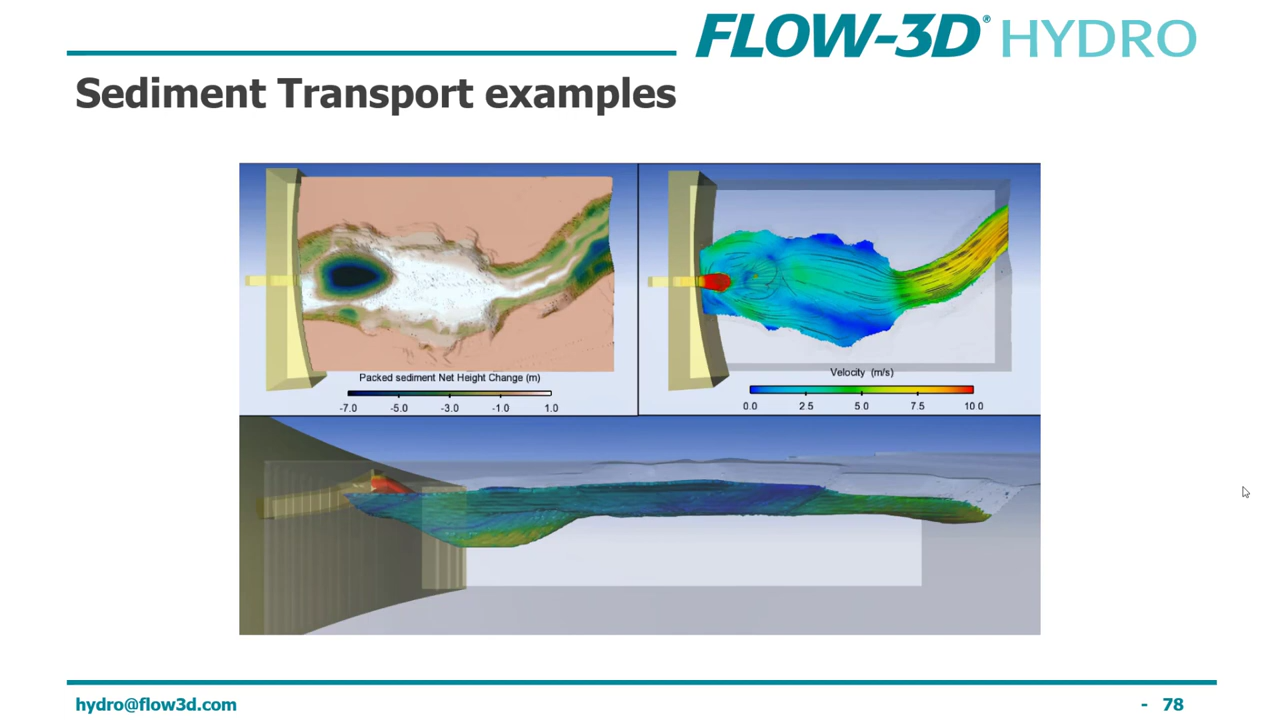 FLOW-3D® HYDRO
Sediment Transport examples
Packed sediment Net Height Change (m)
-7.0 -5.0 -3.0 -1.0 1.0
Velocity (m/s)
0.0 2.5 5.0 7.5 10.0
hydro@flow3d.com
- 78